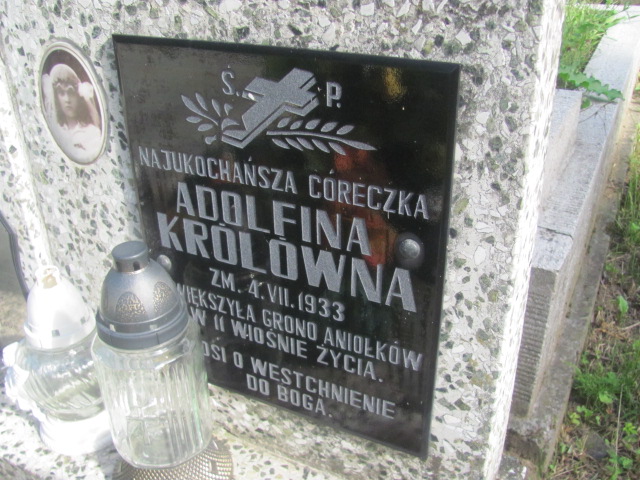 Ś. P.
NAJUKOCHAŃSZA CÓRECZKA
ADOLFINA
KRÓLÓWNA
ZM. 4.VII.1933
WIĘKSZYŁA GRONO ANIOŁKÓW
W 11 WIOŚNIE ŻYCIA.
O WESTCHNIENIE
DO BOGA.